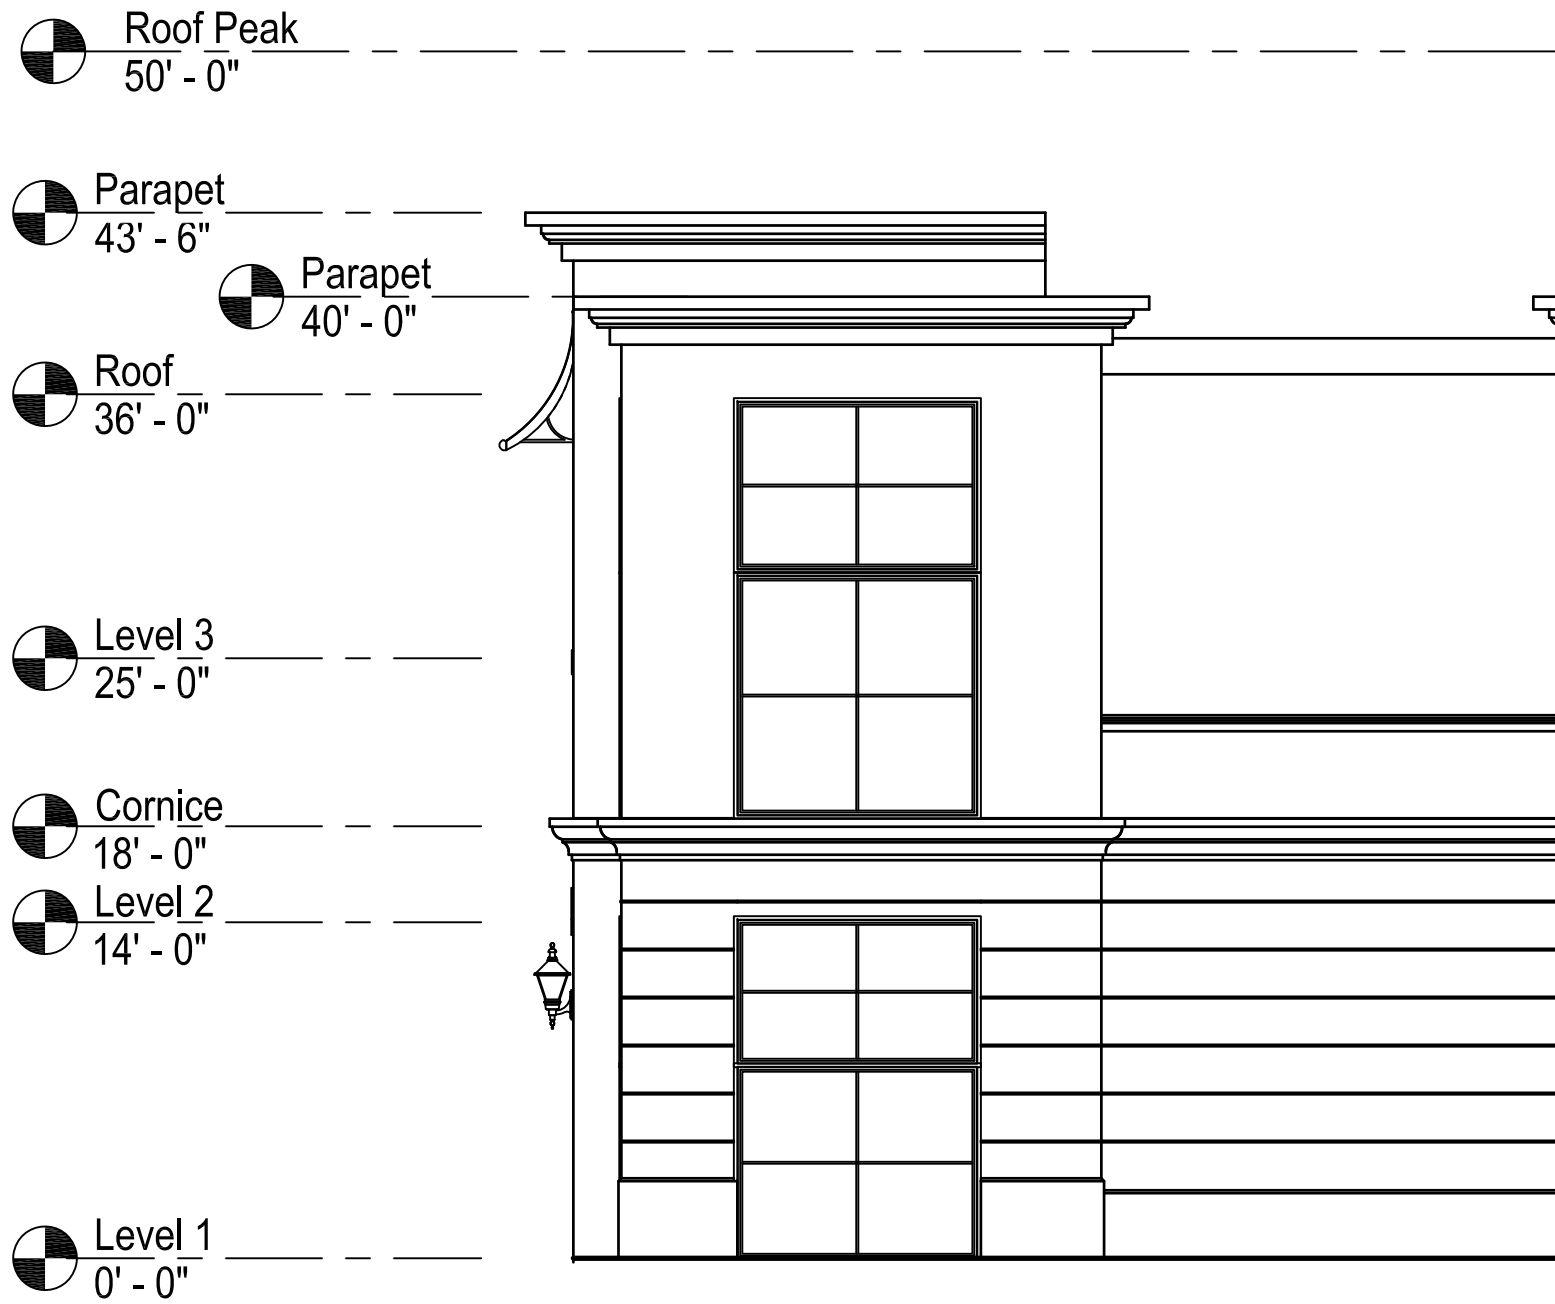 Roof Peak
50' - 0"
Parapet
43' - 6"
Parapet
40' - 0"
Roof
36' - 0"
Level 3
25' - 0"
Cornice
18' - 0"
Level 2
14' - 0"
Level 1
0' - 0"